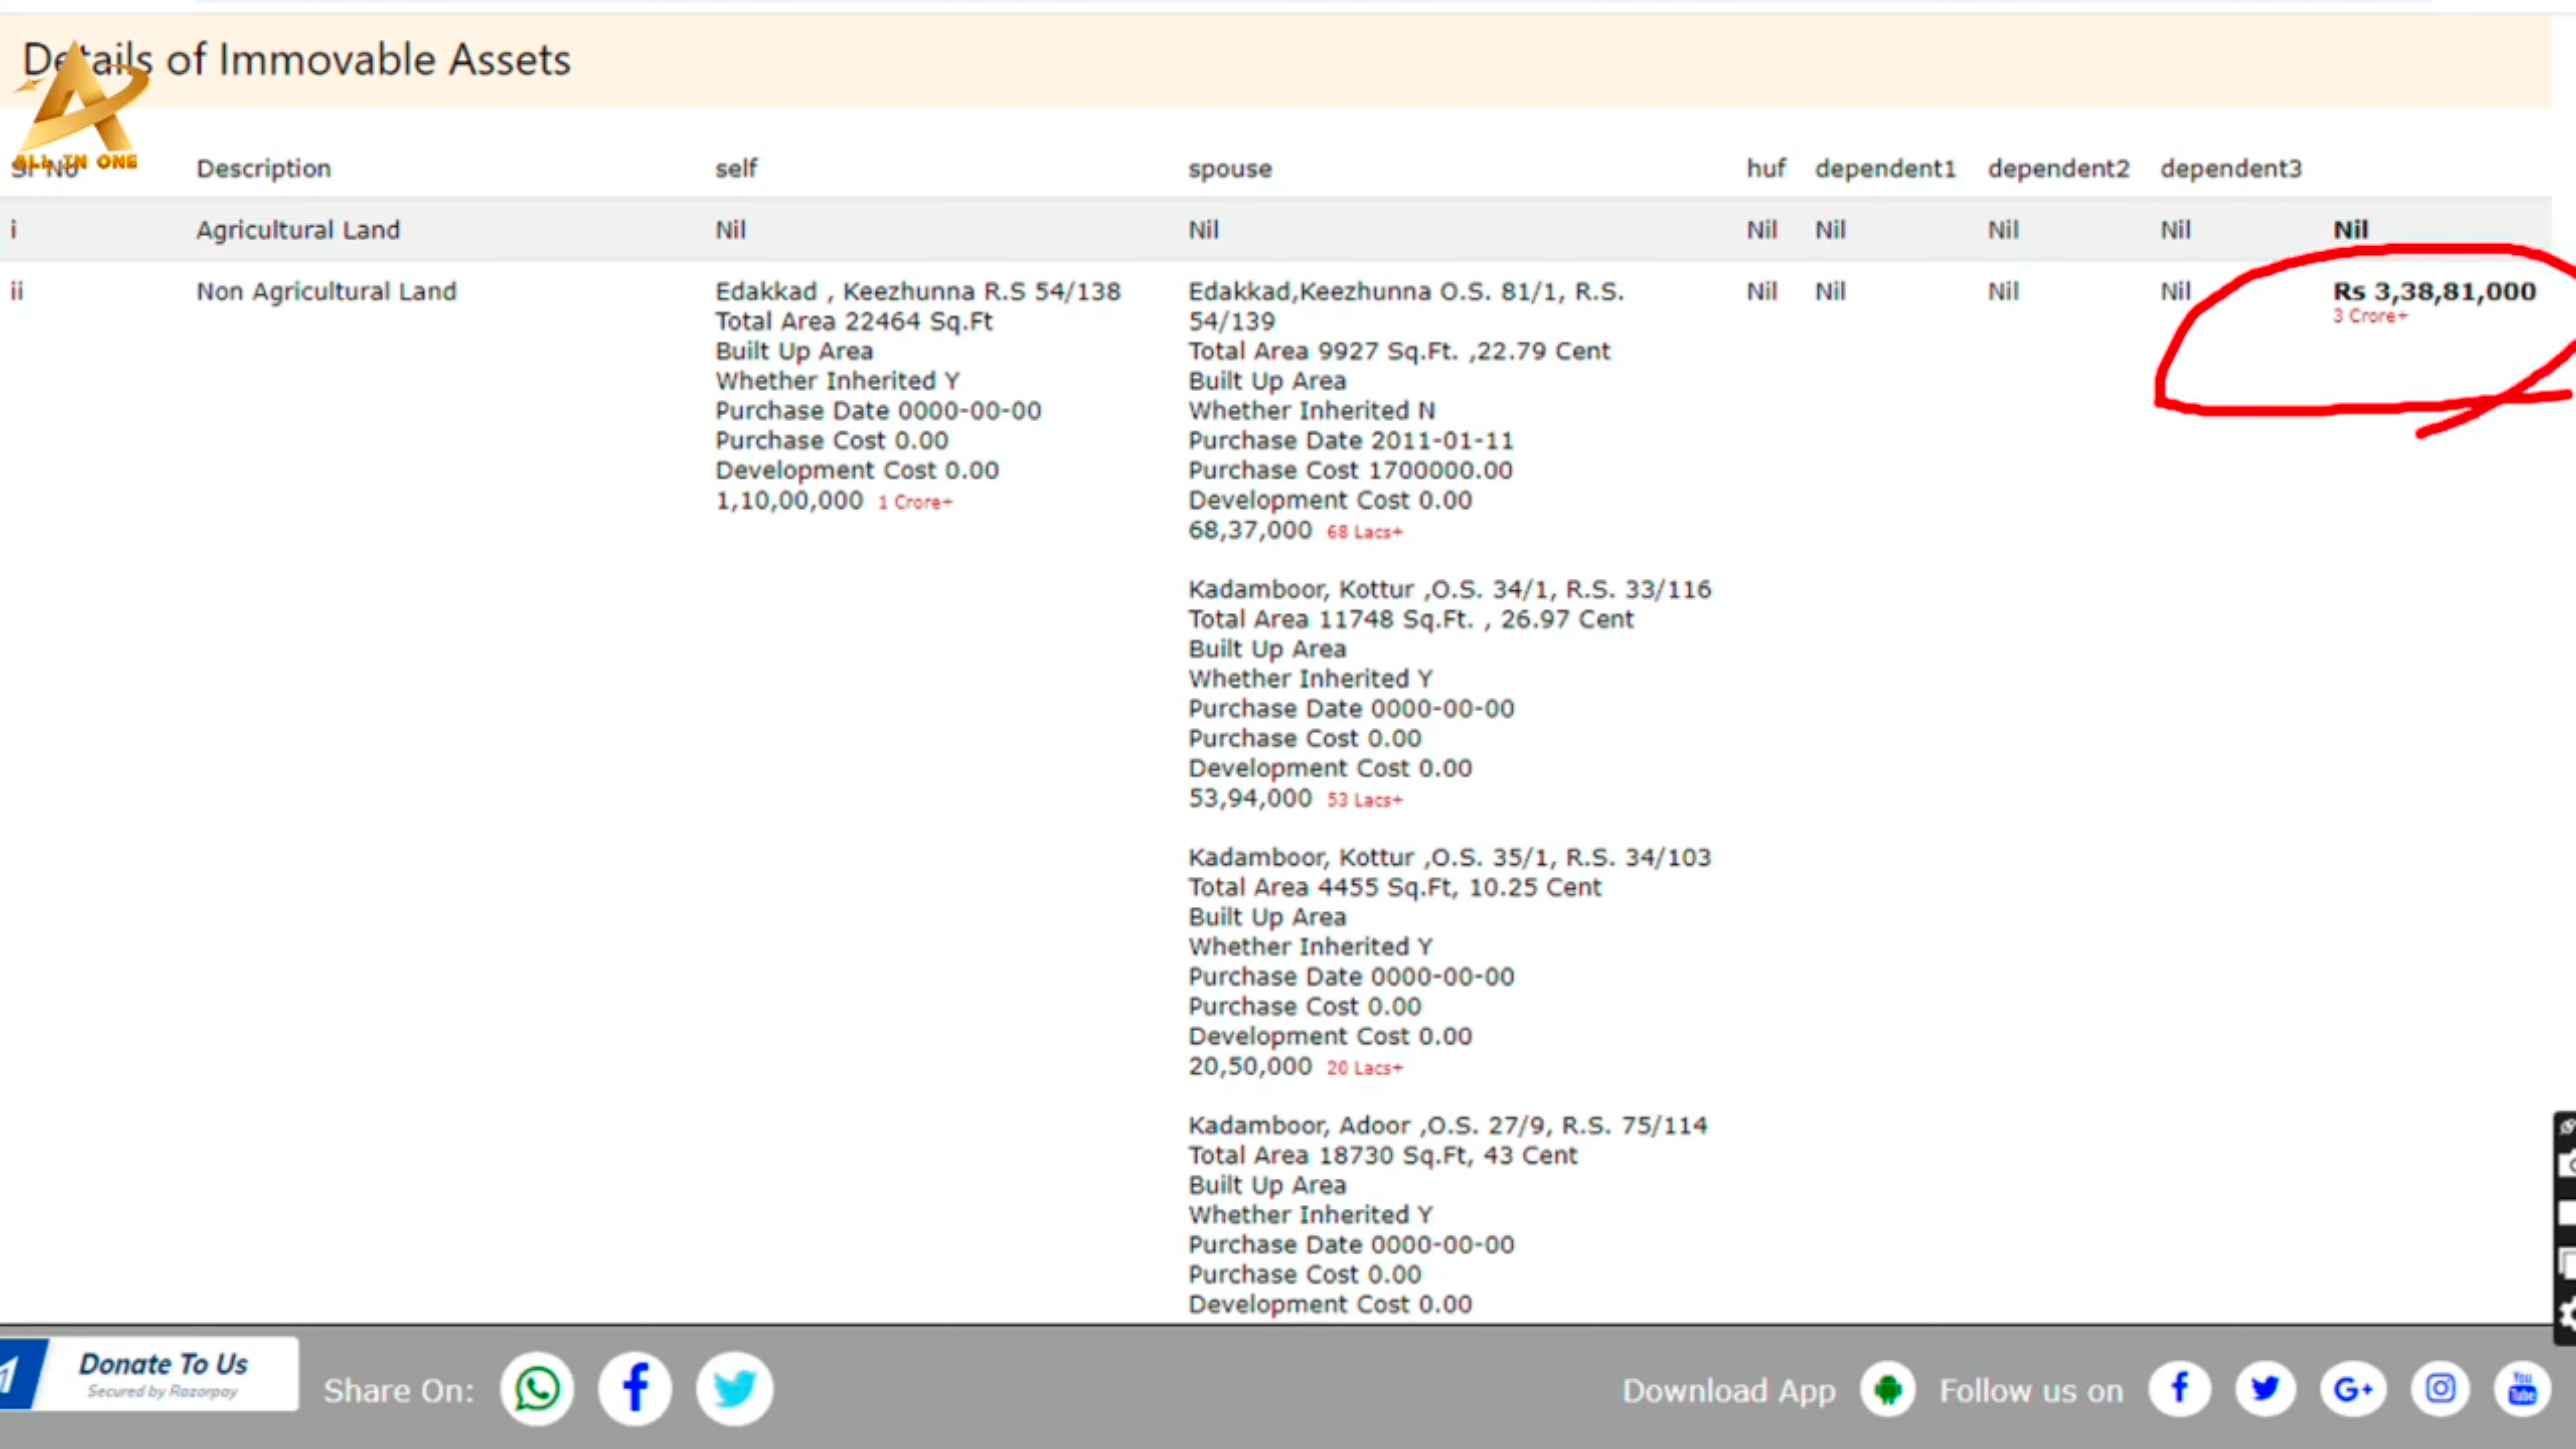 Details of Immovable Assets
ALL IN ONE
Sr No Description self spouse huf dependent1 dependent2 dependent3
i Agricultural Land Nil Nil Nil Nil Nil Nil Nil
ii Non Agricultural Land
Edakkad , Keezhunna R.S 54/138
Total Area 22464 Sq.Ft
Built Up Area
Whether Inherited Y
Purchase Date 0000-00-00
Purchase Cost 0.00
Development Cost 0.00
1,10,00,000 1 Crore+
Edakkad,Keezhunna O.S. 81/1, R.S.
54/139
Total Area 9927 Sq.Ft. ,22.79 Cent
Built Up Area
Whether Inherited N
Purchase Date 2011-01-11
Purchase Cost 1700000.00
Development Cost 0.00
68,37,000 68 Lacs+
Kadamboor, Kottur ,O.S. 34/1, R.S. 33/116
Total Area 11748 Sq.Ft. , 26.97 Cent
Built Up Area
Whether Inherited Y
Purchase Date 0000-00-00
Purchase Cost 0.00
Development Cost 0.00
53,94,000 53 Lacs+
Kadamboor, Kottur ,O.S. 35/1, R.S. 34/103
Total Area 4455 Sq.Ft, 10.25 Cent
Built Up Area
Whether Inherited Y
Purchase Date 0000-00-00
Purchase Cost 0.00
Development Cost 0.00
20,50,000 20 Lacs+
Kadamboor, Adoor ,O.S. 27/9, R.S. 75/114
Total Area 18730 Sq.Ft, 43 Cent
Built Up Area
Whether Inherited Y
Purchase Date 0000-00-00
Purchase Cost 0.00
Development Cost 0.00
Nil Nil Nil Nil
Rs 3,38,81,000
3 Crore+
Donate To Us
Secured by Razorpay
Share On:
Download App
Follow us on
G+
You
Tube